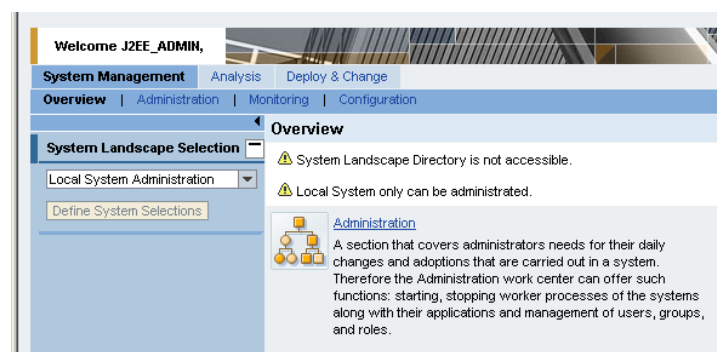 Welcome J2EE_ADMIN,
System Management Analysis Deploy & Change
Overview | Administration | Monitoring | Configuration
System Landscape Selection
Local System Administration
Define System Selections
Overview
System Landscape Directory is not accessible.
Local System only can be administrated.
Administration
A section that covers administrators needs for their daily
changes and adoptions that are carried out in a system.
Therefore the Administration work center can offer such
functions: starting, stopping worker processes of the systems
along with their applications and management of users, groups,
and roles.